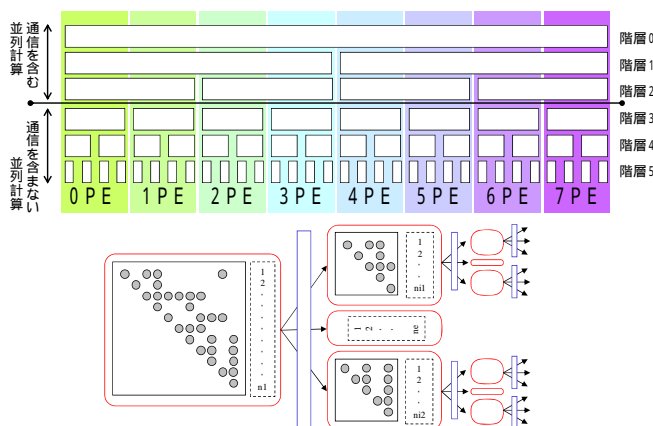 通信を含む
並列計算
通信を含まない
並列計算
階層0
階層1
階層2
階層3
階層4
階層5
0PE 1PE 2PE 3PE 4PE 5PE 6PE 7PE
1
2
.
.
.
.
.
.
.
n1
1
2
.
.
ni1
1 2 . . ne
1
2
.
.
ni2